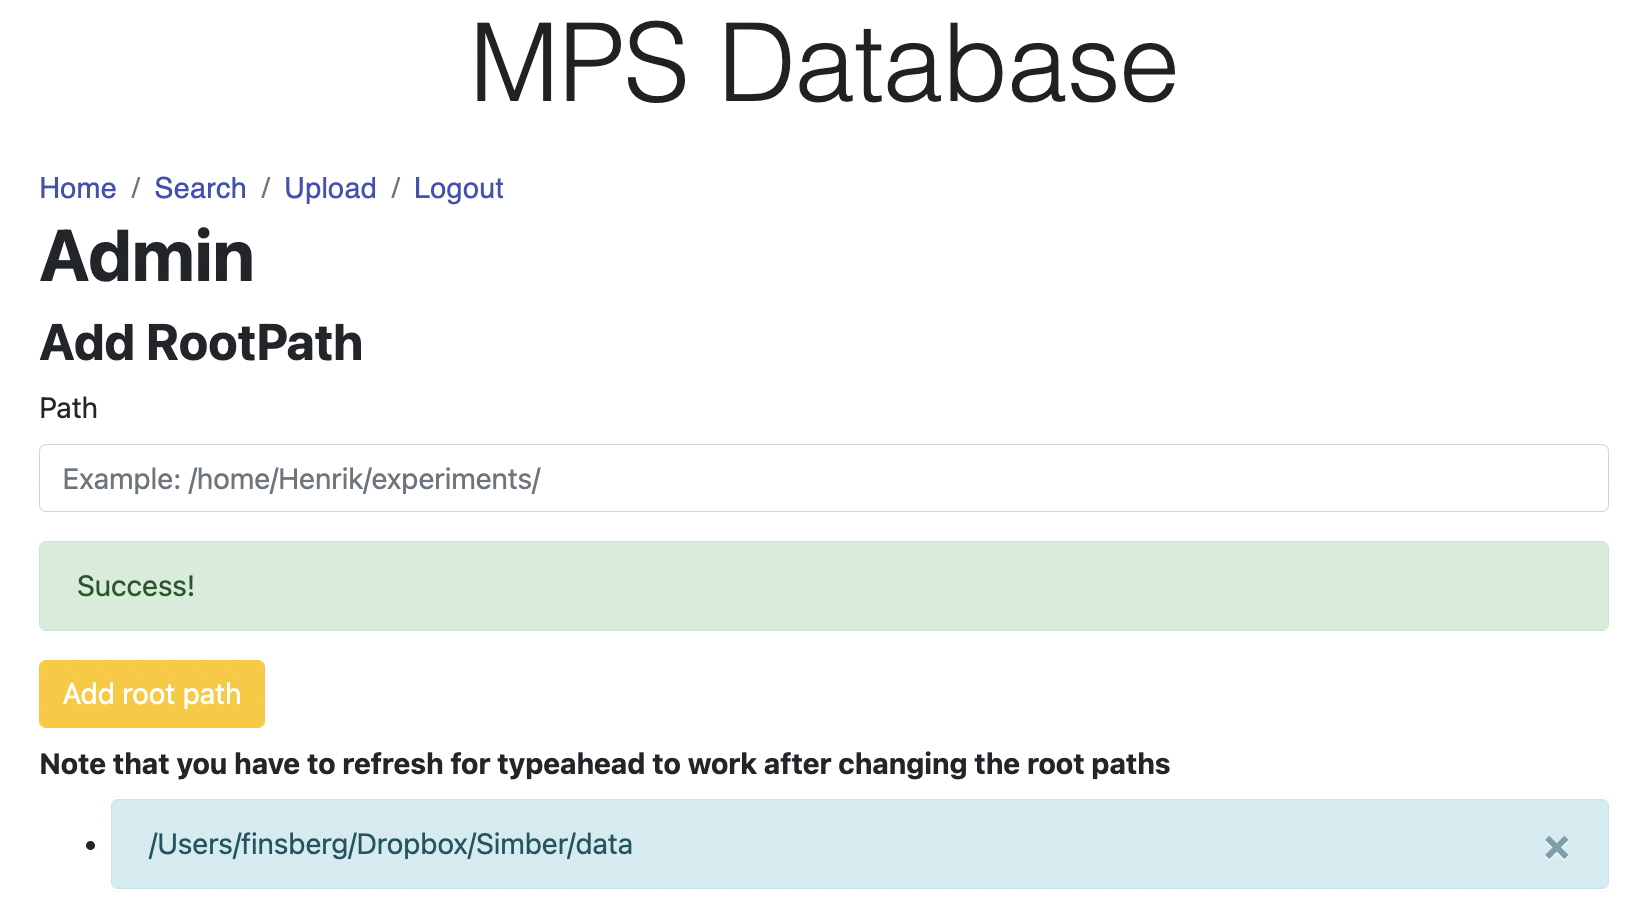 MPS Database
Home / Search / Upload / Logout
Admin
Add RootPath
Path
Example: /home/Henrik/experiments/
Success!
Add root path
Note that you have to refresh for typeahead to work after changing the root paths
• /Users/finsberg/Dropbox/Simber/data ×